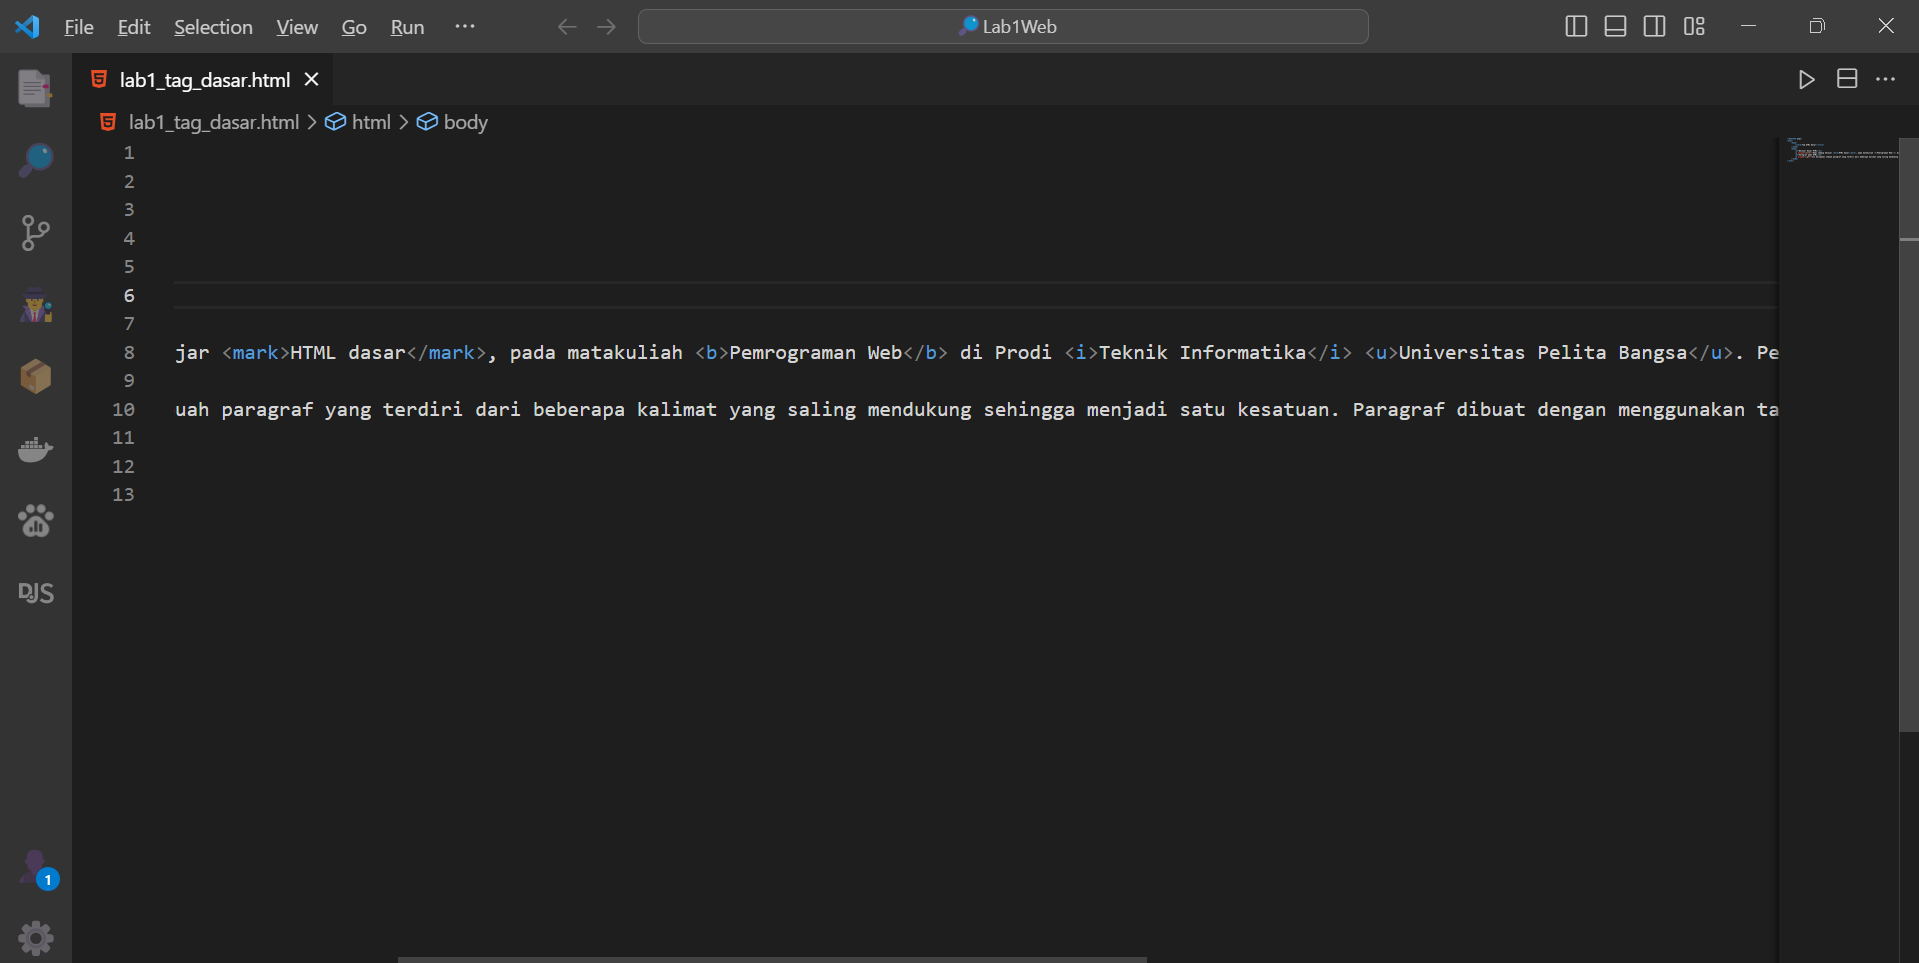 File Edit Selection View Go Run ··· Lab1Web
lab1_tag_dasar.html
lab1_tag_dasar.html > html > body
1
2
3
4
5
6
7
8 jar <mark>HTML dasar</mark>, pada matakuliah <b>Pemrograman Web</b> di Prodi <i>Teknik Informatika</i> <u>Universitas Pelita Bangsa</u>. Pe
9
10 uah paragraf yang terdiri dari beberapa kalimat yang saling mendukung sehingga menjadi satu kesatuan. Paragraf dibuat dengan menggunakan ta
11
12
13
DJS
1